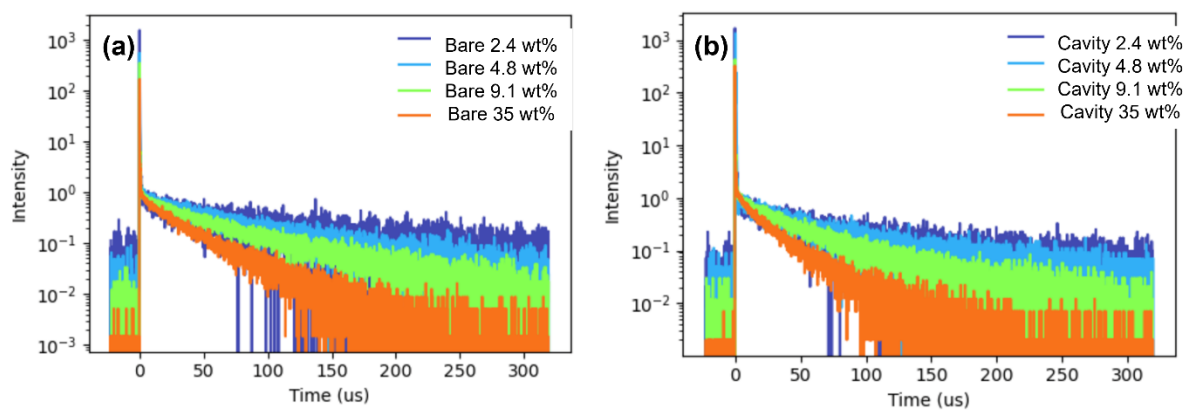 (a)
Bare 2.4 wt%
Bare 4.8 wt%
Bare 9.1 wt%
Bare 35 wt%
10³
10²
10¹
10⁰
10⁻¹
10⁻²
10⁻³
Intensity
0 50 100 150 200 250 300
Time (us)
(b)
Cavity 2.4 wt%
Cavity 4.8 wt%
Cavity 9.1 wt%
Cavity 35 wt%
10³
10²
10¹
10⁰
10⁻¹
10⁻²
Intensity
0 50 100 150 200 250 300
Time (us)